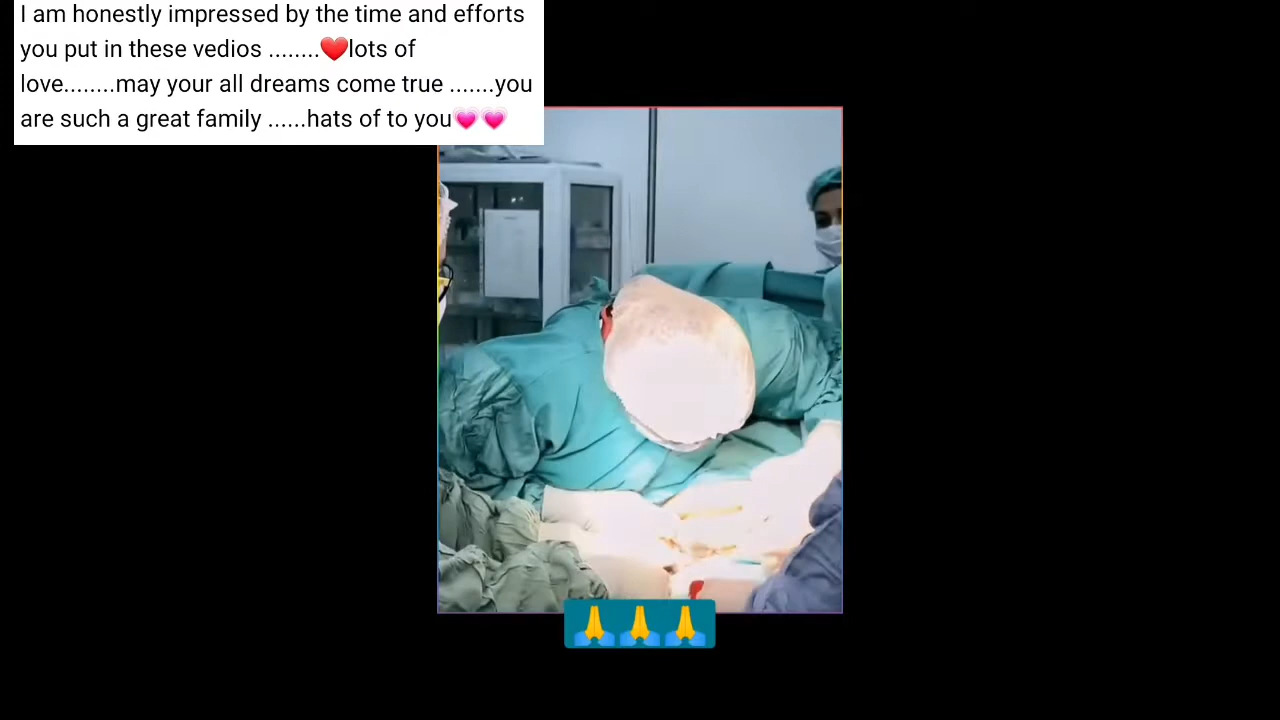 I am honestly impressed by the time and efforts
you put in these vedios ........❤️lots of
love........may your all dreams come true .......you
are such a great family ......hats of to you💗💗
🙏🙏🙏